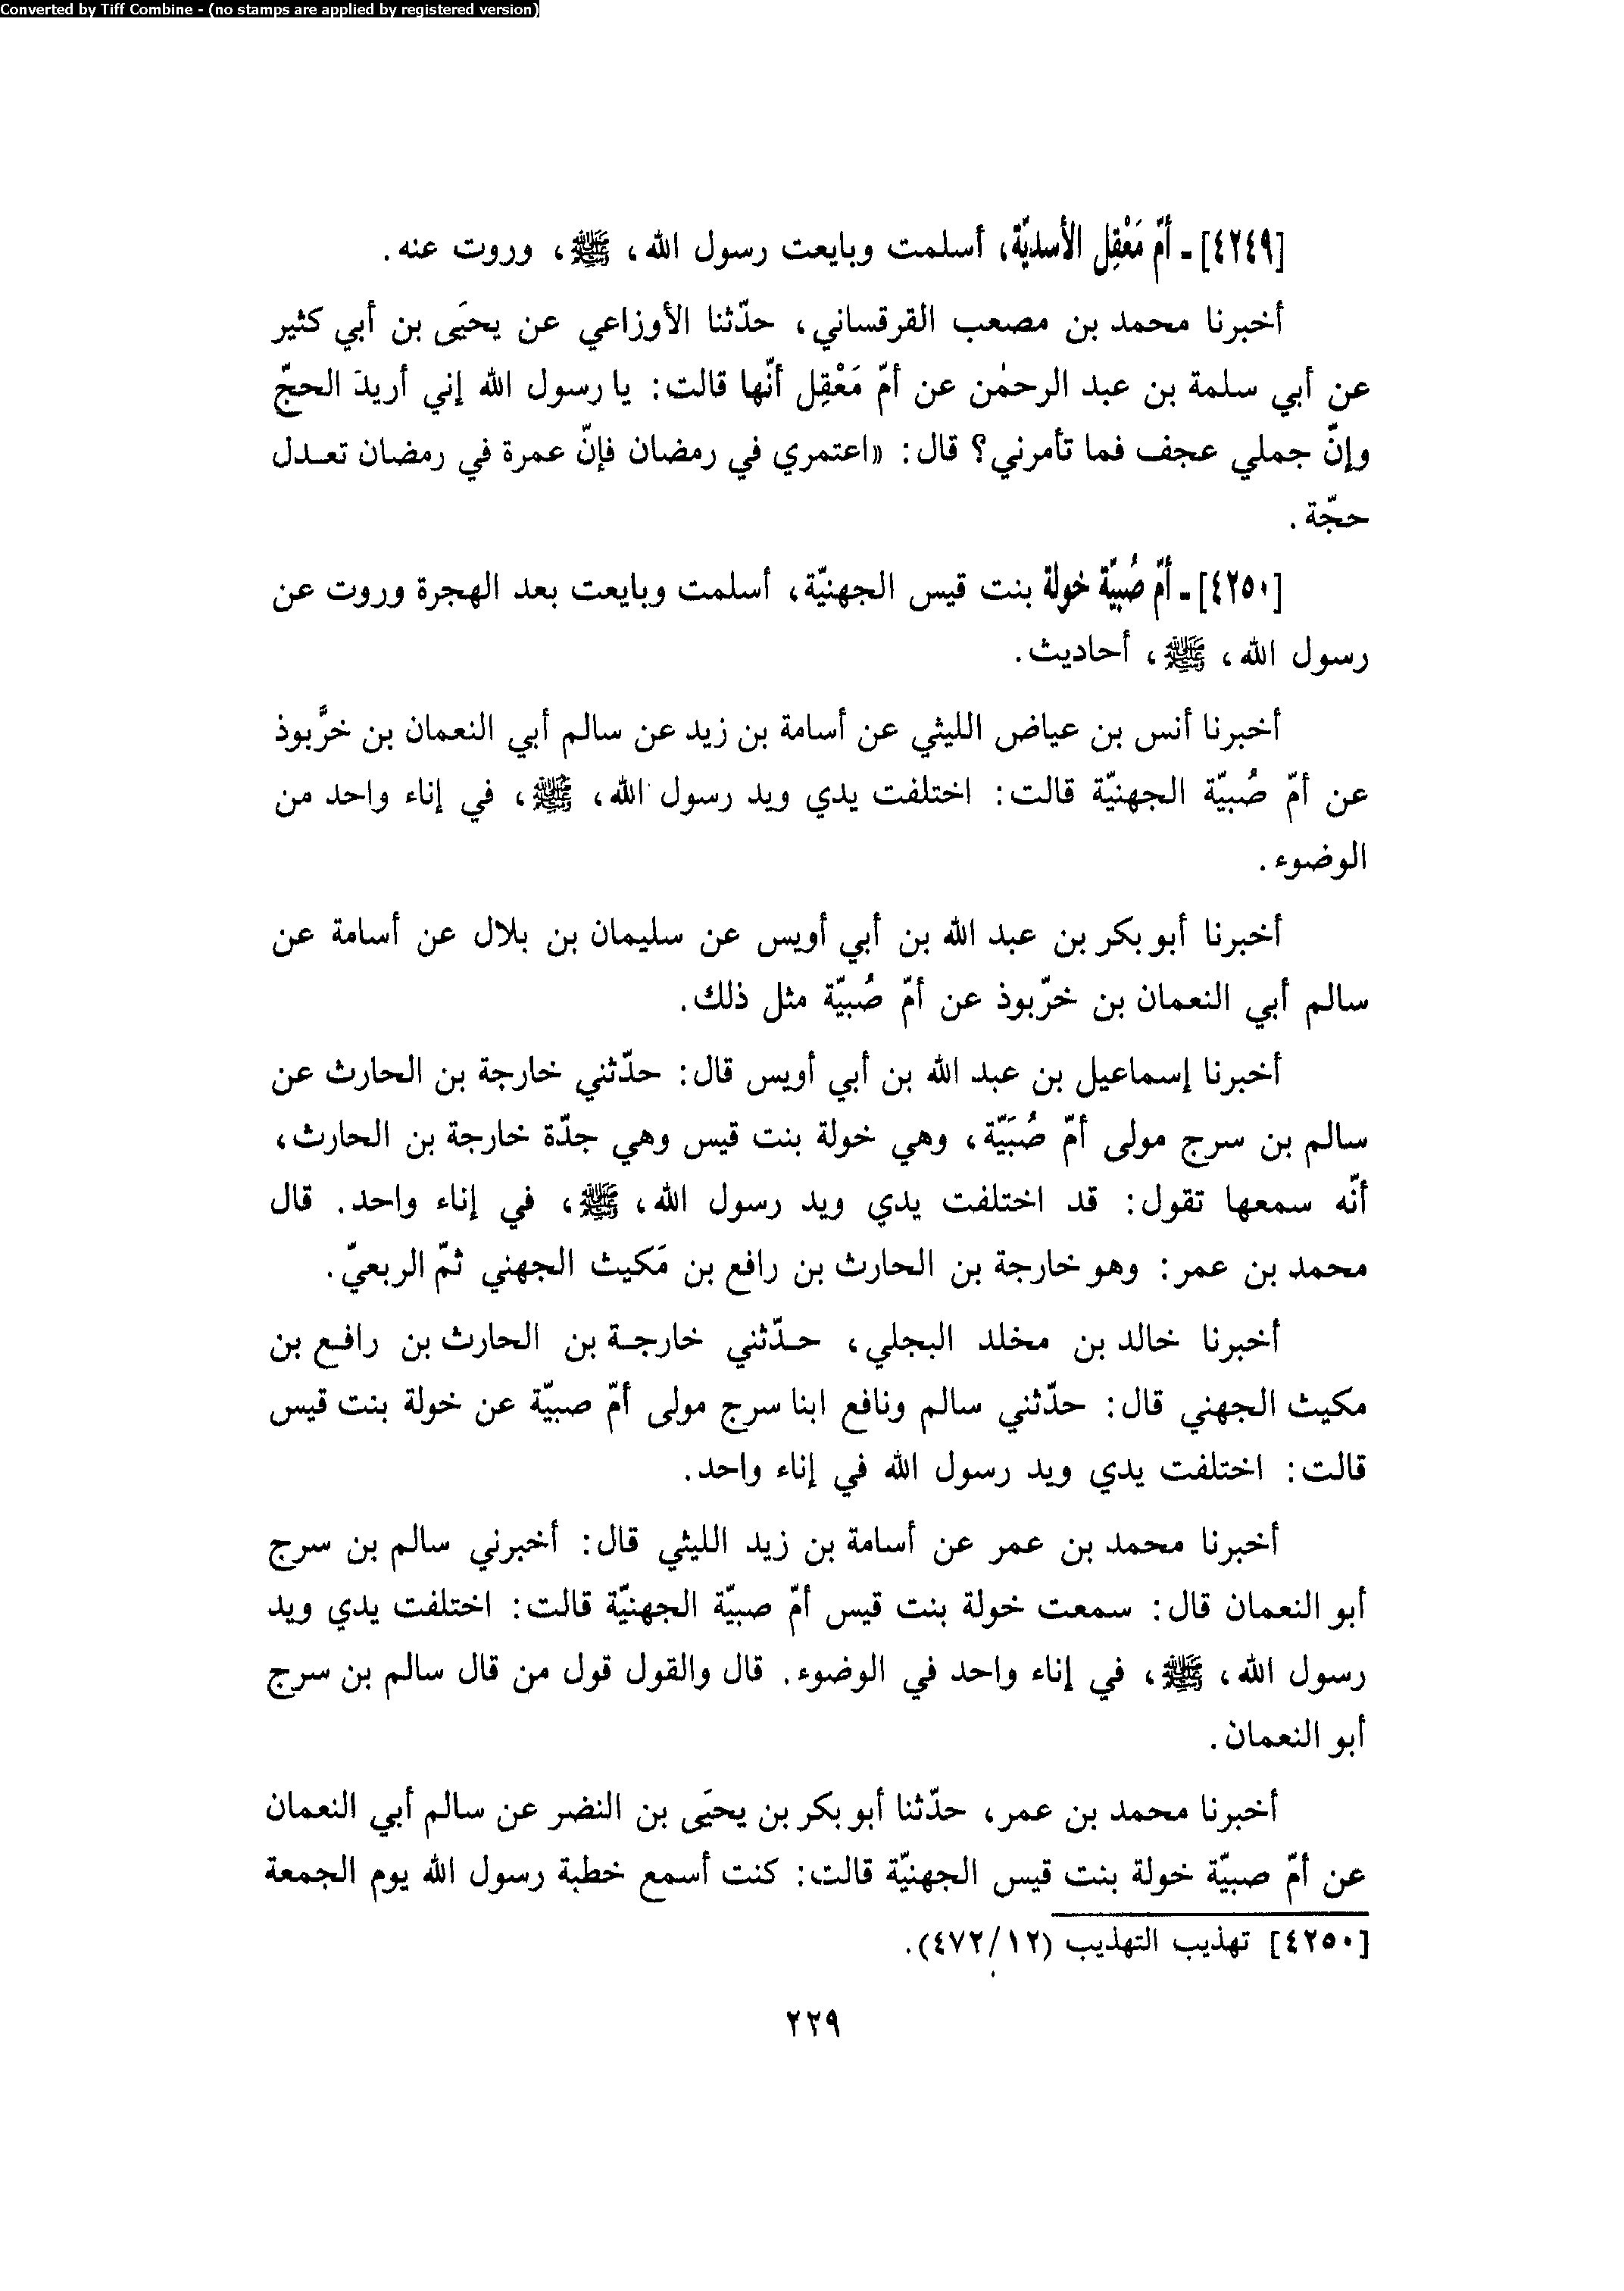 Converted by Tiff Combine - (no stamps are applied by registered version)
[٤٢٤٩] - أمّ مَعْقِل الأسديّة، أسلمت وبايعت رسول الله، ﷺ، وروت عنه.
أخبرنا محمد بن مصعب القرقساني، حدّثنا الأوزاعي عن يحيَى بن أبي كثير
عن أبي سلمة بن عبد الرحمٰن عن أمّ مَعْقِل أنّها قالت: يا رسول الله إني أريدَ الحجّ
وإنّ جملي عجف فما تأمرني؟ قال: «اعتمري في رمضان فإنّ عمرة في رمضان تعدل
حجّة.
[٤٢٥٠] - أمّ صُبيّة خولة بنت قيس الجهنيّة، أسلمت وبايعت بعد الهجرة وروت عن
رسول الله، ﷺ، أحاديث.
أخبرنا أنس بن عياض الليثي عن أسامة بن زيد عن سالم أبي النعمان بن خرَّبوذ
عن أمّ صُبيّة الجهنيّة قالت: اختلفت يدي ويد رسول الله، ﷺ، في إناء واحد من
الوضوء.
أخبرنا أبو بكر بن عبد الله بن أبي أويس عن سليمان بن بلال عن أسامة عن
سالم أبي النعمان بن خرّبوذ عن أمّ صُبيّة مثل ذلك.
أخبرنا إسماعيل بن عبد الله بن أبي أويس قال: حدّثني خارجة بن الحارث عن
سالم بن سرج مولى أمّ صُبَيّة، وهي خولة بنت قيس وهي جدّة خارجة بن الحارث،
أنّه سمعها تقول: قد اختلفت يدي ويد رسول الله، ﷺ، في إناء واحد. قال
محمد بن عمر: وهو خارجة بن الحارث بن رافع بن مَكيث الجهني ثمّ الربعيّ.
أخبرنا خالد بن مخلد البجلي، حدّثني خارجة بن الحارث بن رافع بن
مكيث الجهني قال: حدّثني سالم ونافع ابنا سرج مولى أمّ صبيّة عن خولة بنت قيس
قالت: اختلفت يدي ويد رسول الله في إناء واحد.
أخبرنا محمد بن عمر عن أسامة بن زيد الليثي قال: أخبرني سالم بن سرج
أبو النعمان قال: سمعت خولة بنت قيس أمّ صبيّة الجهنيّة قالت: اختلفت يدي ويد
رسول الله، ﷺ، في إناء واحد في الوضوء. قال والقول قول من قال سالم بن سرج
أبو النعمان.
أخبرنا محمد بن عمر، حدّثنا أبو بكر بن يحيَى بن النضر عن سالم أبي النعمان
عن أمّ صبيّة خولة بنت قيس الجهنيّة قالت: كنت أسمع خطبة رسول الله يوم الجمعة
[٤٢٥٠] تهذيب التهذيب (٤٧٢/١٢).
٢٢٩